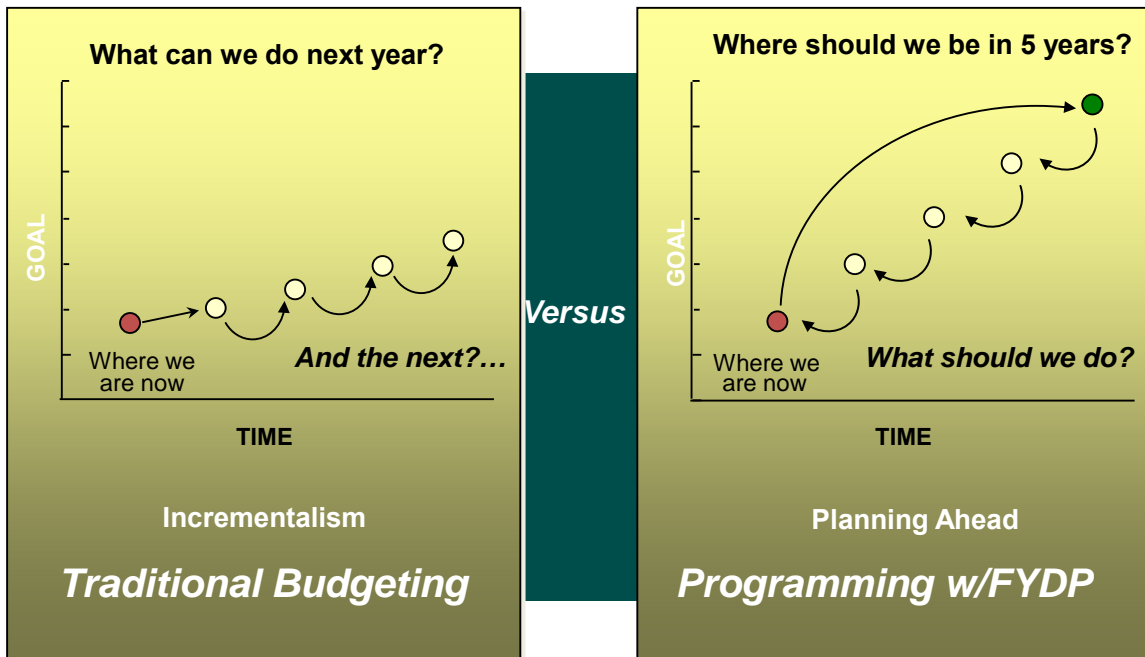 What can we do next year?
GOAL
Where we
are now
And the next?…
TIME
Incrementalism
Traditional Budgeting
Versus
Where should we be in 5 years?
GOAL
Where we
are now
What should we do?
TIME
Planning Ahead
Programming w/FYDP